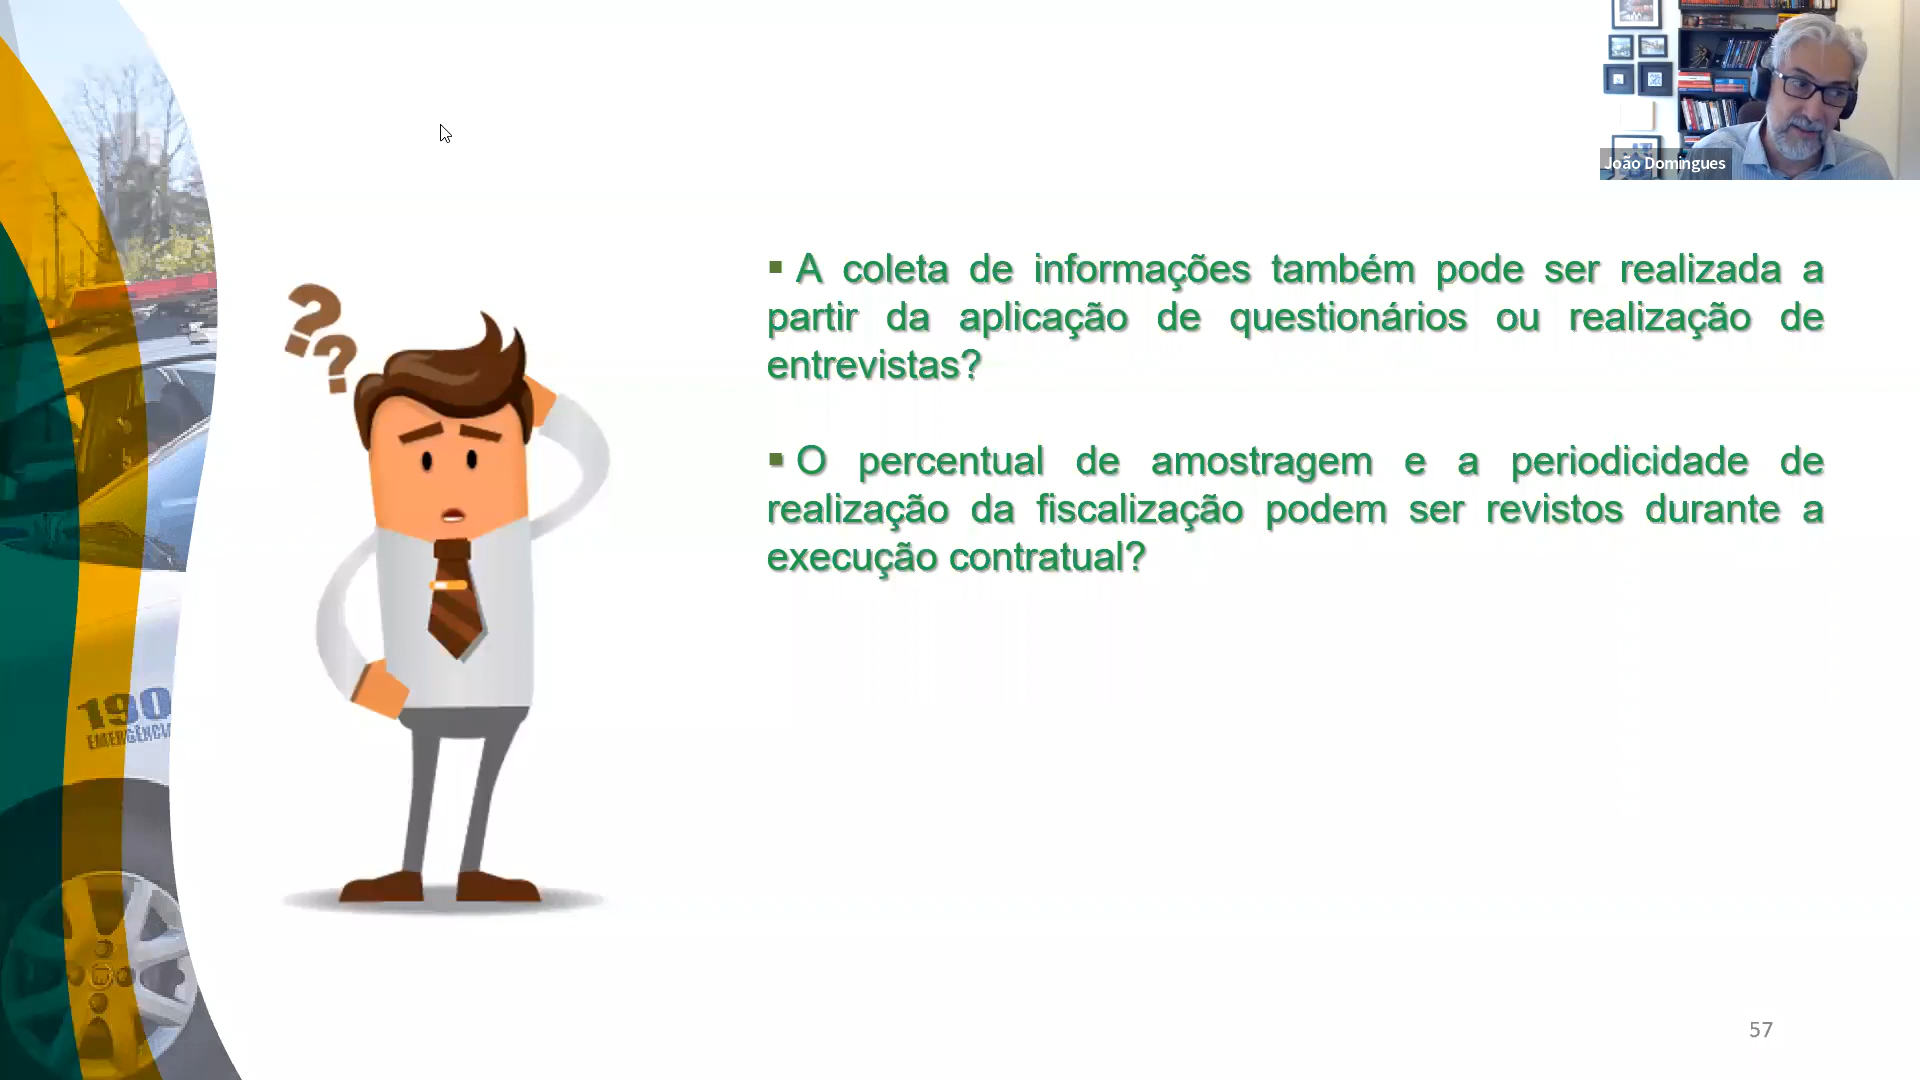 João Domingues
▪ A coleta de informações também pode ser realizada a
partir da aplicação de questionários ou realização de
entrevistas?
▪ O percentual de amostragem e a periodicidade de
realização da fiscalização podem ser revistos durante a
execução contratual?
??
190
EMERGÊNCIA
57